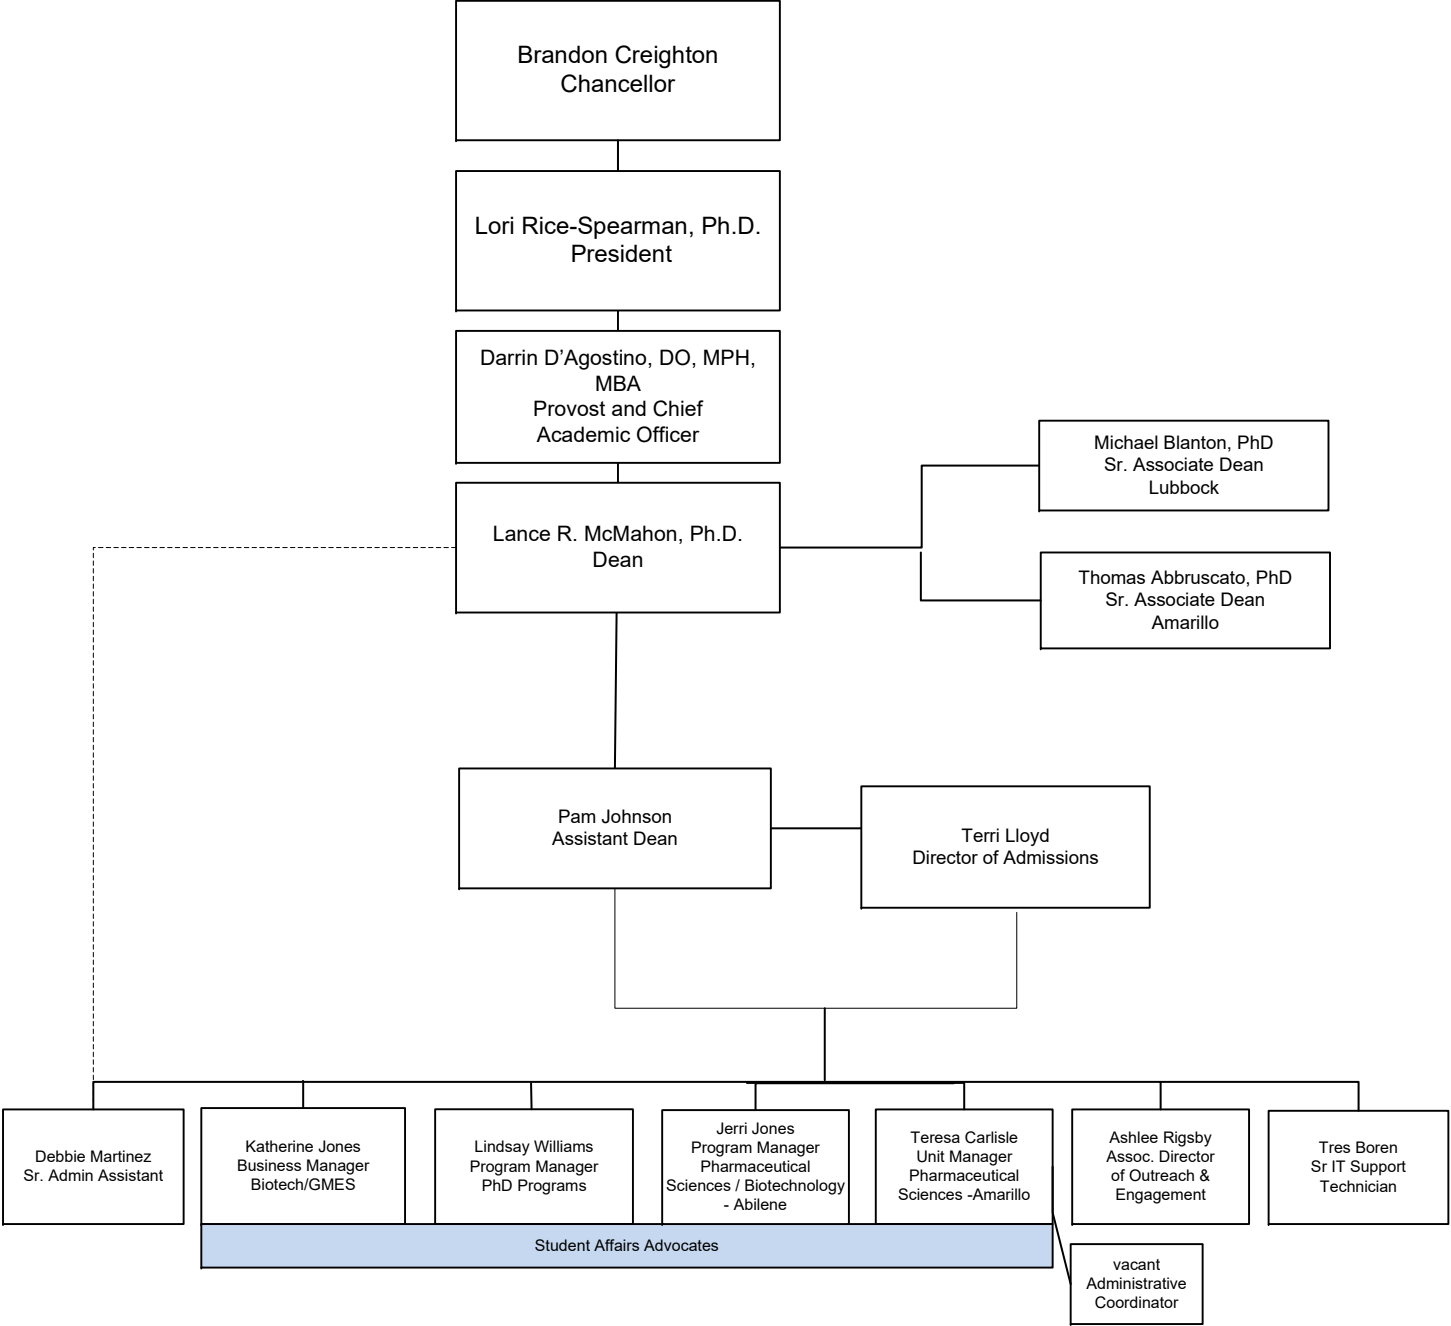 Brandon Creighton
Chancellor
Lori Rice-Spearman, Ph.D.
President
Darrin D’Agostino, DO, MPH,
MBA
Provost and Chief
Academic Officer
Michael Blanton, PhD
Sr. Associate Dean
Lubbock
Lance R. McMahon, Ph.D.
Dean
Thomas Abbruscato, PhD
Sr. Associate Dean
Amarillo
Pam Johnson
Assistant Dean
Terri Lloyd
Director of Admissions
Debbie Martinez
Sr. Admin Assistant
Katherine Jones
Business Manager
Biotech/GMES
Lindsay Williams
Program Manager
PhD Programs
Jerri Jones
Program Manager
Pharmaceutical
Sciences / Biotechnology
- Abilene
Teresa Carlisle
Unit Manager
Pharmaceutical
Sciences -Amarillo
Ashlee Rigsby
Assoc. Director
of Outreach &
Engagement
Tres Boren
Sr IT Support
Technician
Student Affairs Advocates
vacant
Administrative
Coordinator